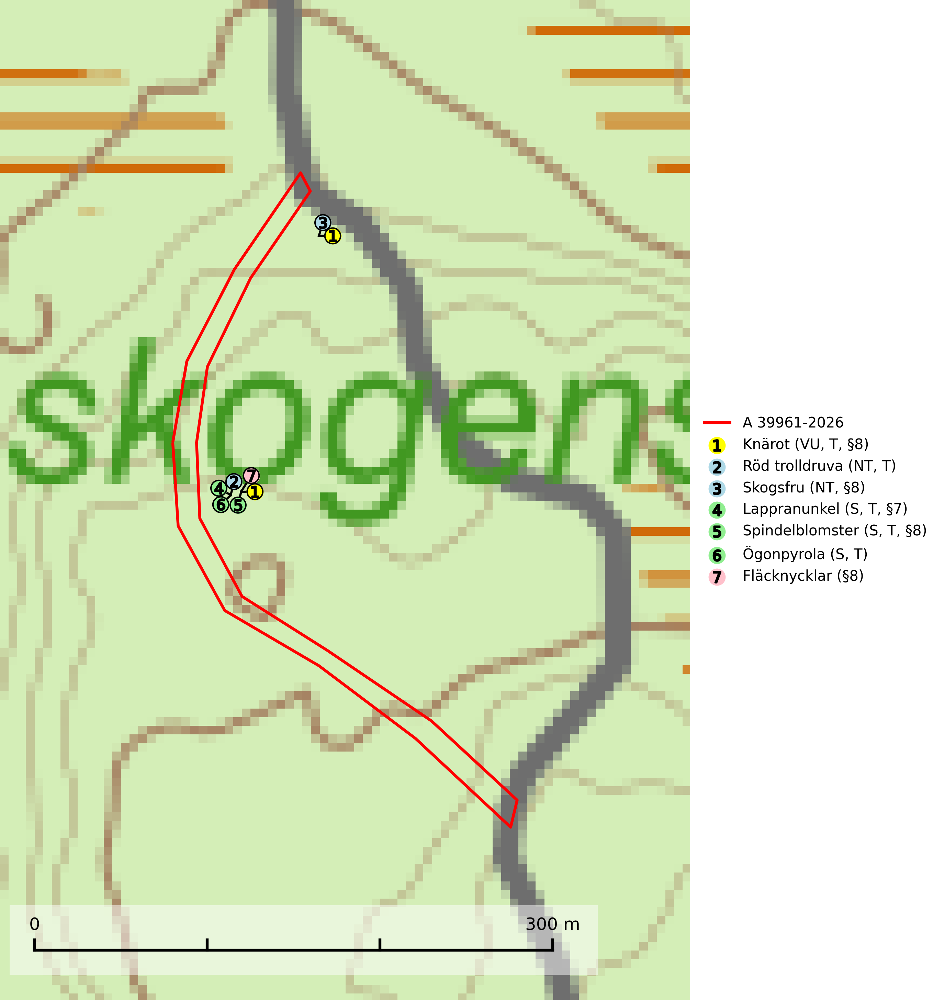 3
1
skogens
2
7
4
1
6
5
0
300 m
A 39961-2026
1 Knärot (VU, T, §8)
2 Röd trolldruva (NT, T)
3 Skogsfru (NT, §8)
4 Lappranunkel (S, T, §7)
5 Spindelblomster (S, T, §8)
6 Ögonpyrola (S, T)
7 Fläcknycklar (§8)